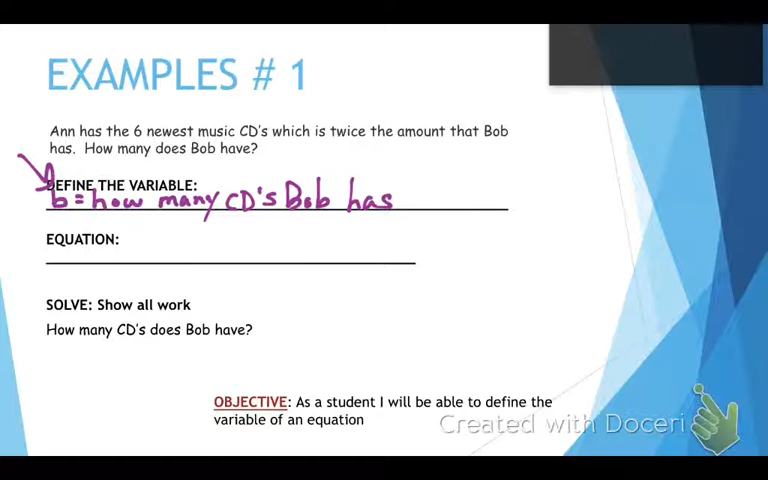 EXAMPLES # 1
Ann has the 6 newest music CD's which is twice the amount that Bob
has. How many does Bob have?
DEFINE THE VARIABLE:
b = how many CD's Bob has
EQUATION:
SOLVE: Show all work
How many CD's does Bob have?
OBJECTIVE: As a student I will be able to define the
variable of an equation
Created with Doceri